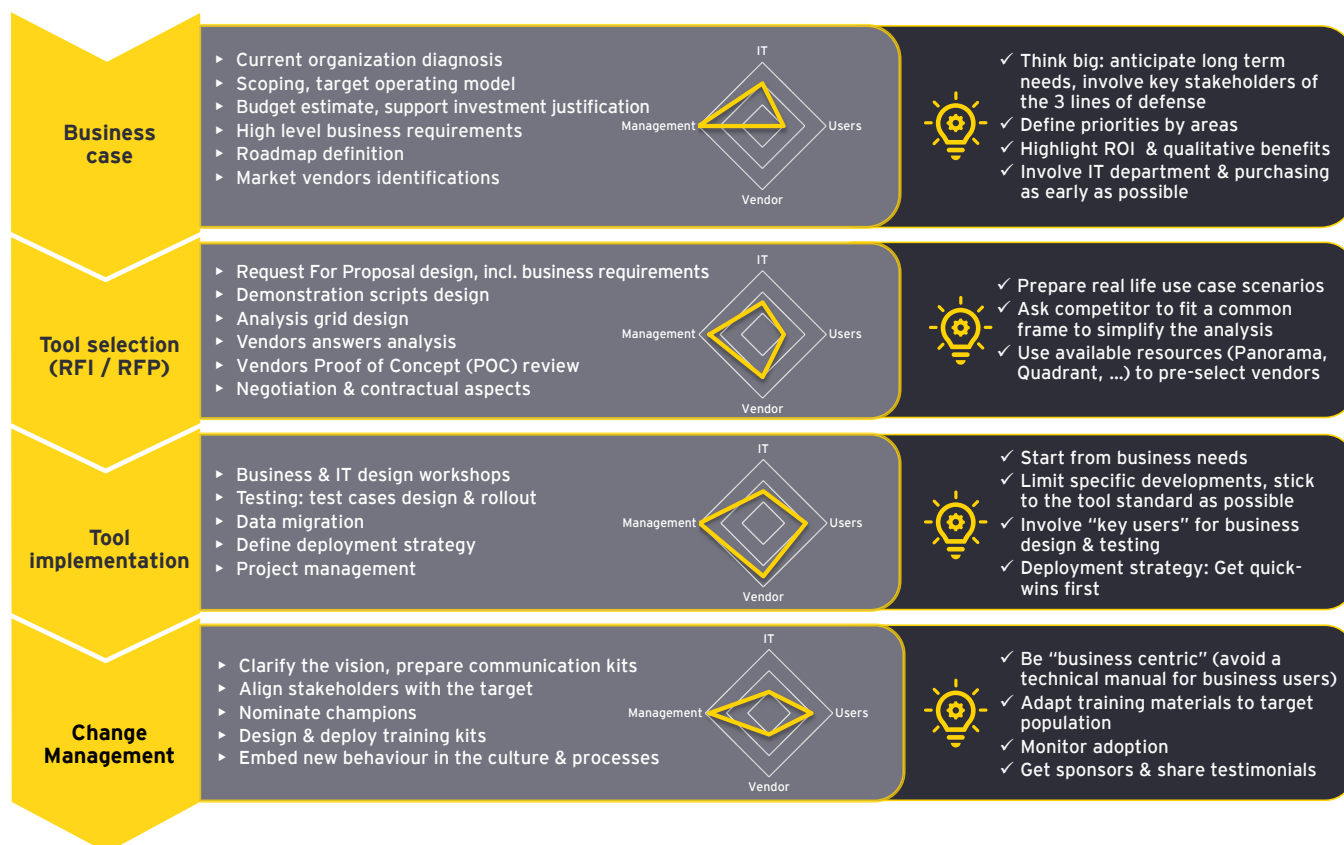 Business
case
Current organization diagnosis
Scoping, target operating model
Budget estimate, support investment justification
High level business requirements
Roadmap definition
Market vendors identifications
IT
Management
Users
Vendor
✓ Think big: anticipate long term
needs, involve key stakeholders of
the 3 lines of defense
✓ Define priorities by areas
✓ Highlight ROI & qualitative benefits
✓ Involve IT department & purchasing
as early as possible
Tool selection
(RFI / RFP)
Request For Proposal design, incl. business requirements
Demonstration scripts design
Analysis grid design
Vendors answers analysis
Vendors Proof of Concept (POC) review
Negotiation & contractual aspects
IT
Management
Users
Vendor
✓ Prepare real life use case scenarios
✓ Ask competitor to fit a common
frame to simplify the analysis
✓ Use available resources (Panorama,
Quadrant, …) to pre-select vendors
Tool
implementation
Business & IT design workshops
Testing: test cases design & rollout
Data migration
Define deployment strategy
Project management
IT
Management
Users
Vendor
✓ Start from business needs
✓ Limit specific developments, stick
to the tool standard as possible
✓ Involve “key users” for business
design & testing
✓ Deployment strategy: Get quick-
wins first
Change
Management
Clarify the vision, prepare communication kits
Align stakeholders with the target
Nominate champions
Design & deploy training kits
Embed new behaviour in the culture & processes
IT
Management
Users
Vendor
✓ Be “business centric” (avoid a
technical manual for business users)
✓ Adapt training materials to target
population
✓ Monitor adoption
✓ Get sponsors & share testimonials